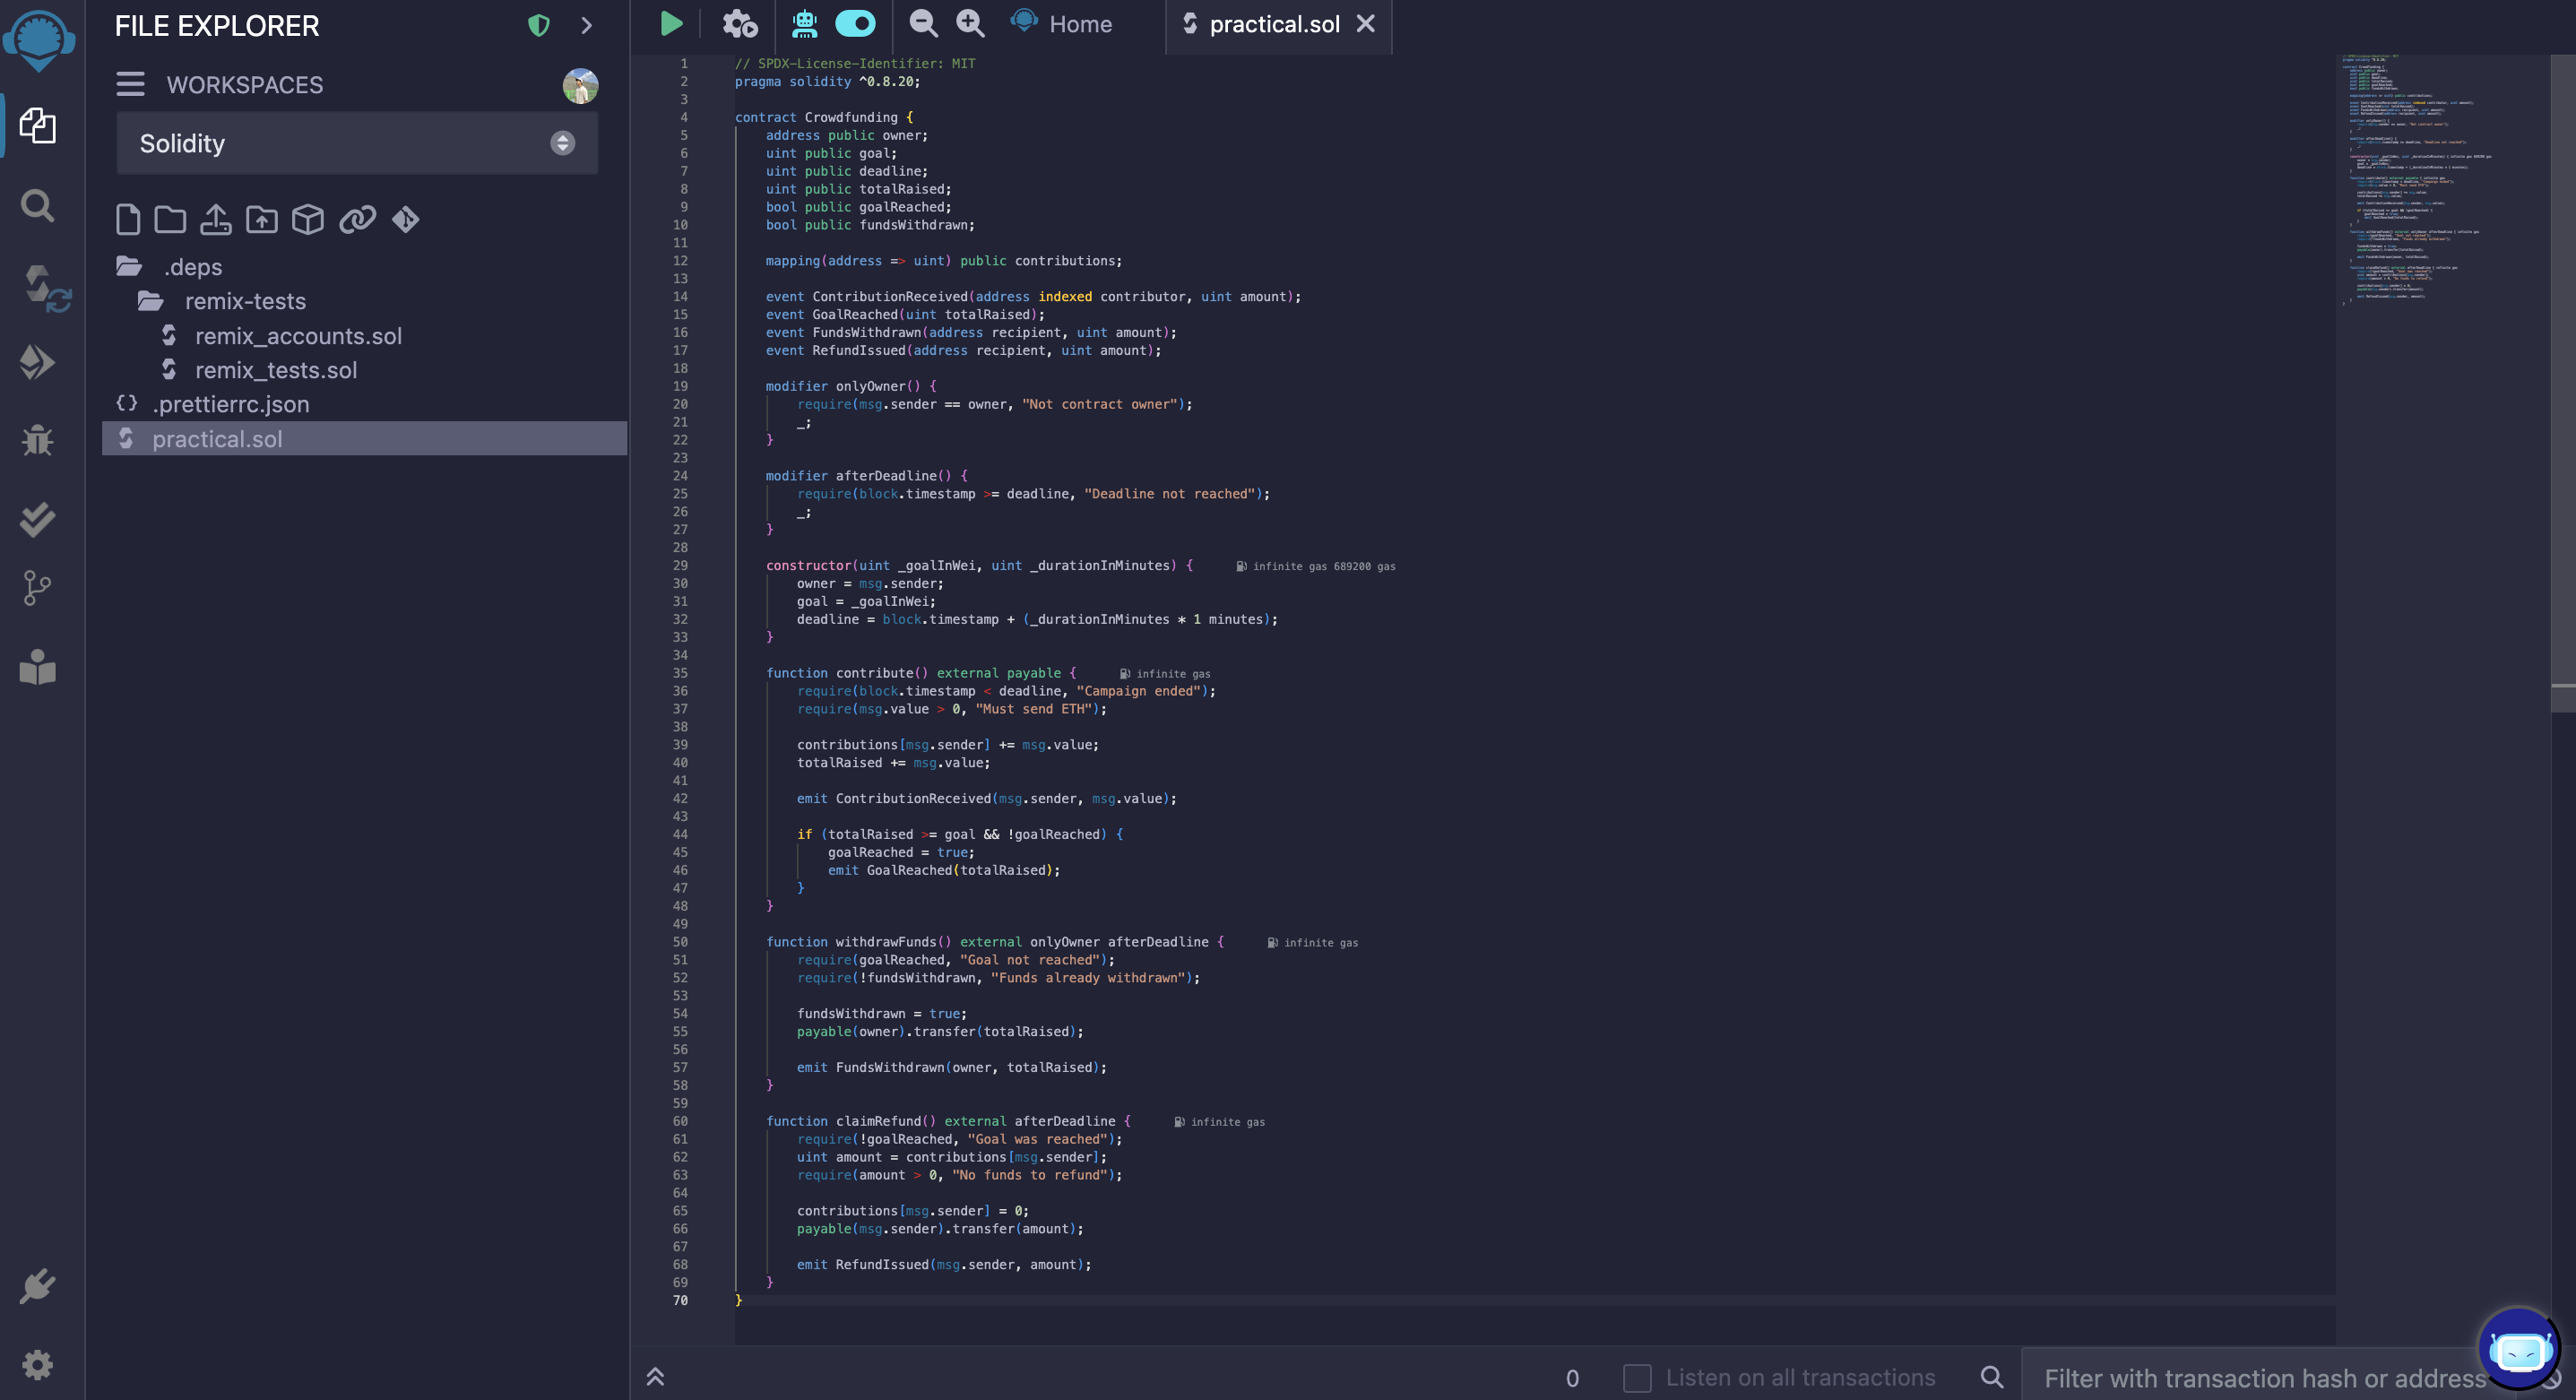 FILE EXPLORER
WORKSPACES
Solidity
.deps
remix-tests
remix_accounts.sol
remix_tests.sol
.prettierrc.json
practical.sol
Home
practical.sol
1 // SPDX-License-Identifier: MIT
2 pragma solidity ^0.8.20;
3
4 contract Crowdfunding {
5     address public owner;
6     uint public goal;
7     uint public deadline;
8     uint public totalRaised;
9     bool public goalReached;
10     bool public fundsWithdrawn;
11
12     mapping(address => uint) public contributions;
13
14     event ContributionReceived(address indexed contributor, uint amount);
15     event GoalReached(uint totalRaised);
16     event FundsWithdrawn(address recipient, uint amount);
17     event RefundIssued(address recipient, uint amount);
18
19     modifier onlyOwner() {
20         require(msg.sender == owner, "Not contract owner");
21         _;
22     }
23
24     modifier afterDeadline() {
25         require(block.timestamp >= deadline, "Deadline not reached");
26         _;
27     }
28
29     constructor(uint _goalInWei, uint _durationInMinutes) { infinite gas 689200 gas
30         owner = msg.sender;
31         goal = _goalInWei;
32         deadline = block.timestamp + (_durationInMinutes * 1 minutes);
33     }
34
35     function contribute() external payable { infinite gas
36         require(block.timestamp < deadline, "Campaign ended");
37         require(msg.value > 0, "Must send ETH");
38
39         contributions[msg.sender] += msg.value;
40         totalRaised += msg.value;
41
42         emit ContributionReceived(msg.sender, msg.value);
43
44         if (totalRaised >= goal && !goalReached) {
45             goalReached = true;
46             emit GoalReached(totalRaised);
47         }
48     }
49
50     function withdrawFunds() external onlyOwner afterDeadline { infinite gas
51         require(goalReached, "Goal not reached");
52         require(!fundsWithdrawn, "Funds already withdrawn");
53
54         fundsWithdrawn = true;
55         payable(owner).transfer(totalRaised);
56
57         emit FundsWithdrawn(owner, totalRaised);
58     }
59
60     function claimRefund() external afterDeadline { infinite gas
61         require(!goalReached, "Goal was reached");
62         uint amount = contributions[msg.sender];
63         require(amount > 0, "No funds to refund");
64
65         contributions[msg.sender] = 0;
66         payable(msg.sender).transfer(amount);
67
68         emit RefundIssued(msg.sender, amount);
69     }
70 }
0
Listen on all transactions
Filter with transaction hash or address